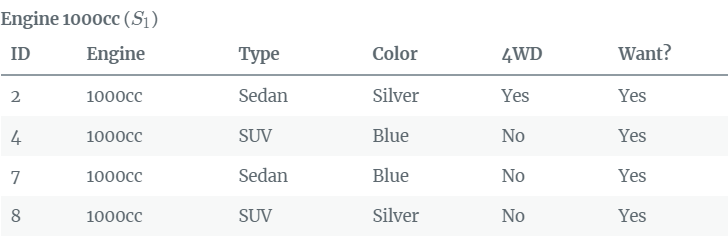 Engine 1000cc (S₁)
ID Engine Type Color 4WD Want?
2 1000cc Sedan Silver Yes Yes
4 1000cc SUV Blue No Yes
7 1000cc Sedan Blue No Yes
8 1000cc SUV Silver No Yes